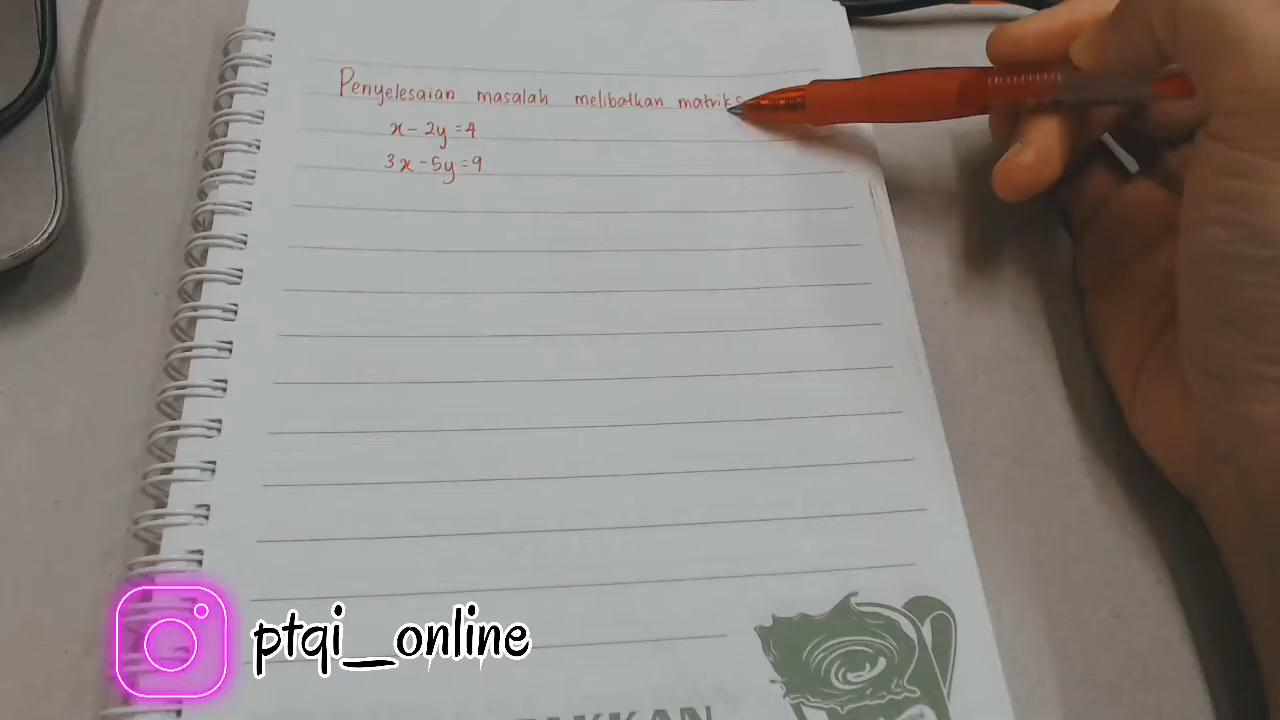 Penyelesaian masalah melibatkan matriks
x - 2y = 4
3x - 5y = 9
ptqi_online